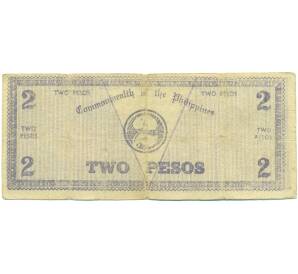 2 TWO PESOS TWO PESOS 2
Commonwealth of the Philippines
TWO PESOS TWO PESOS
2 TWO PESOS 2